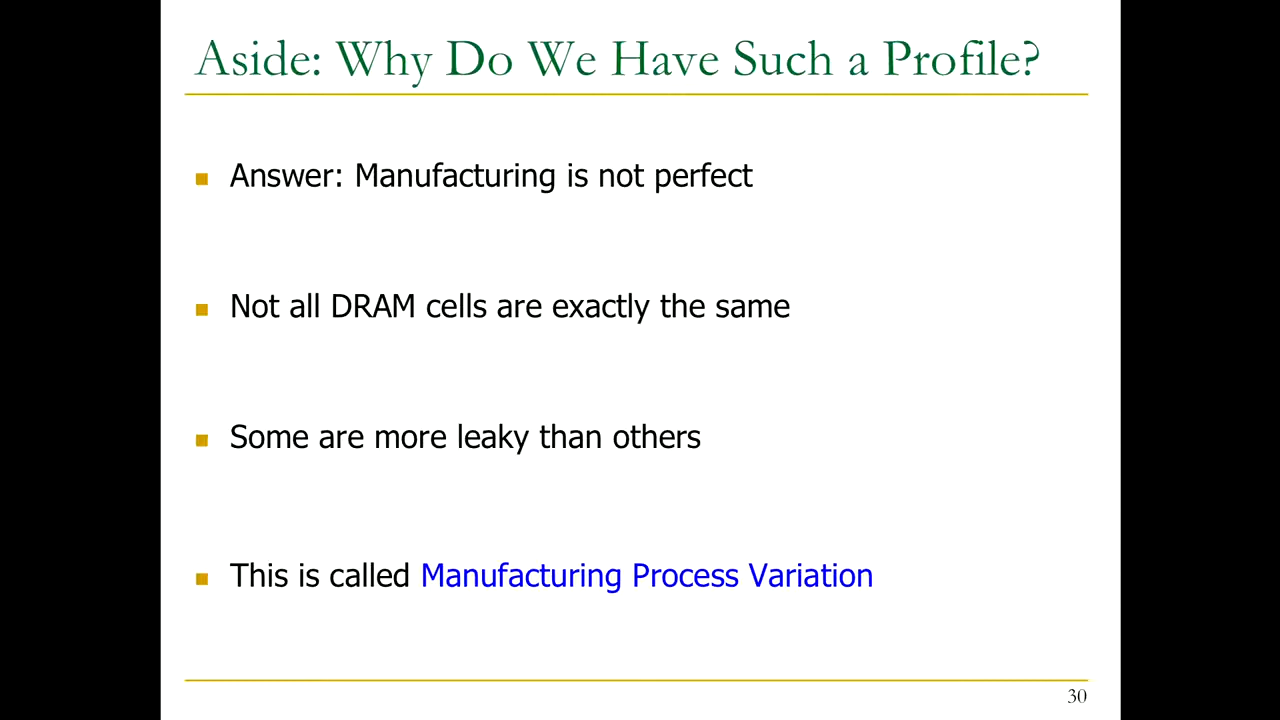 Aside: Why Do We Have Such a Profile?
Answer: Manufacturing is not perfect
Not all DRAM cells are exactly the same
Some are more leaky than others
This is called Manufacturing Process Variation
30